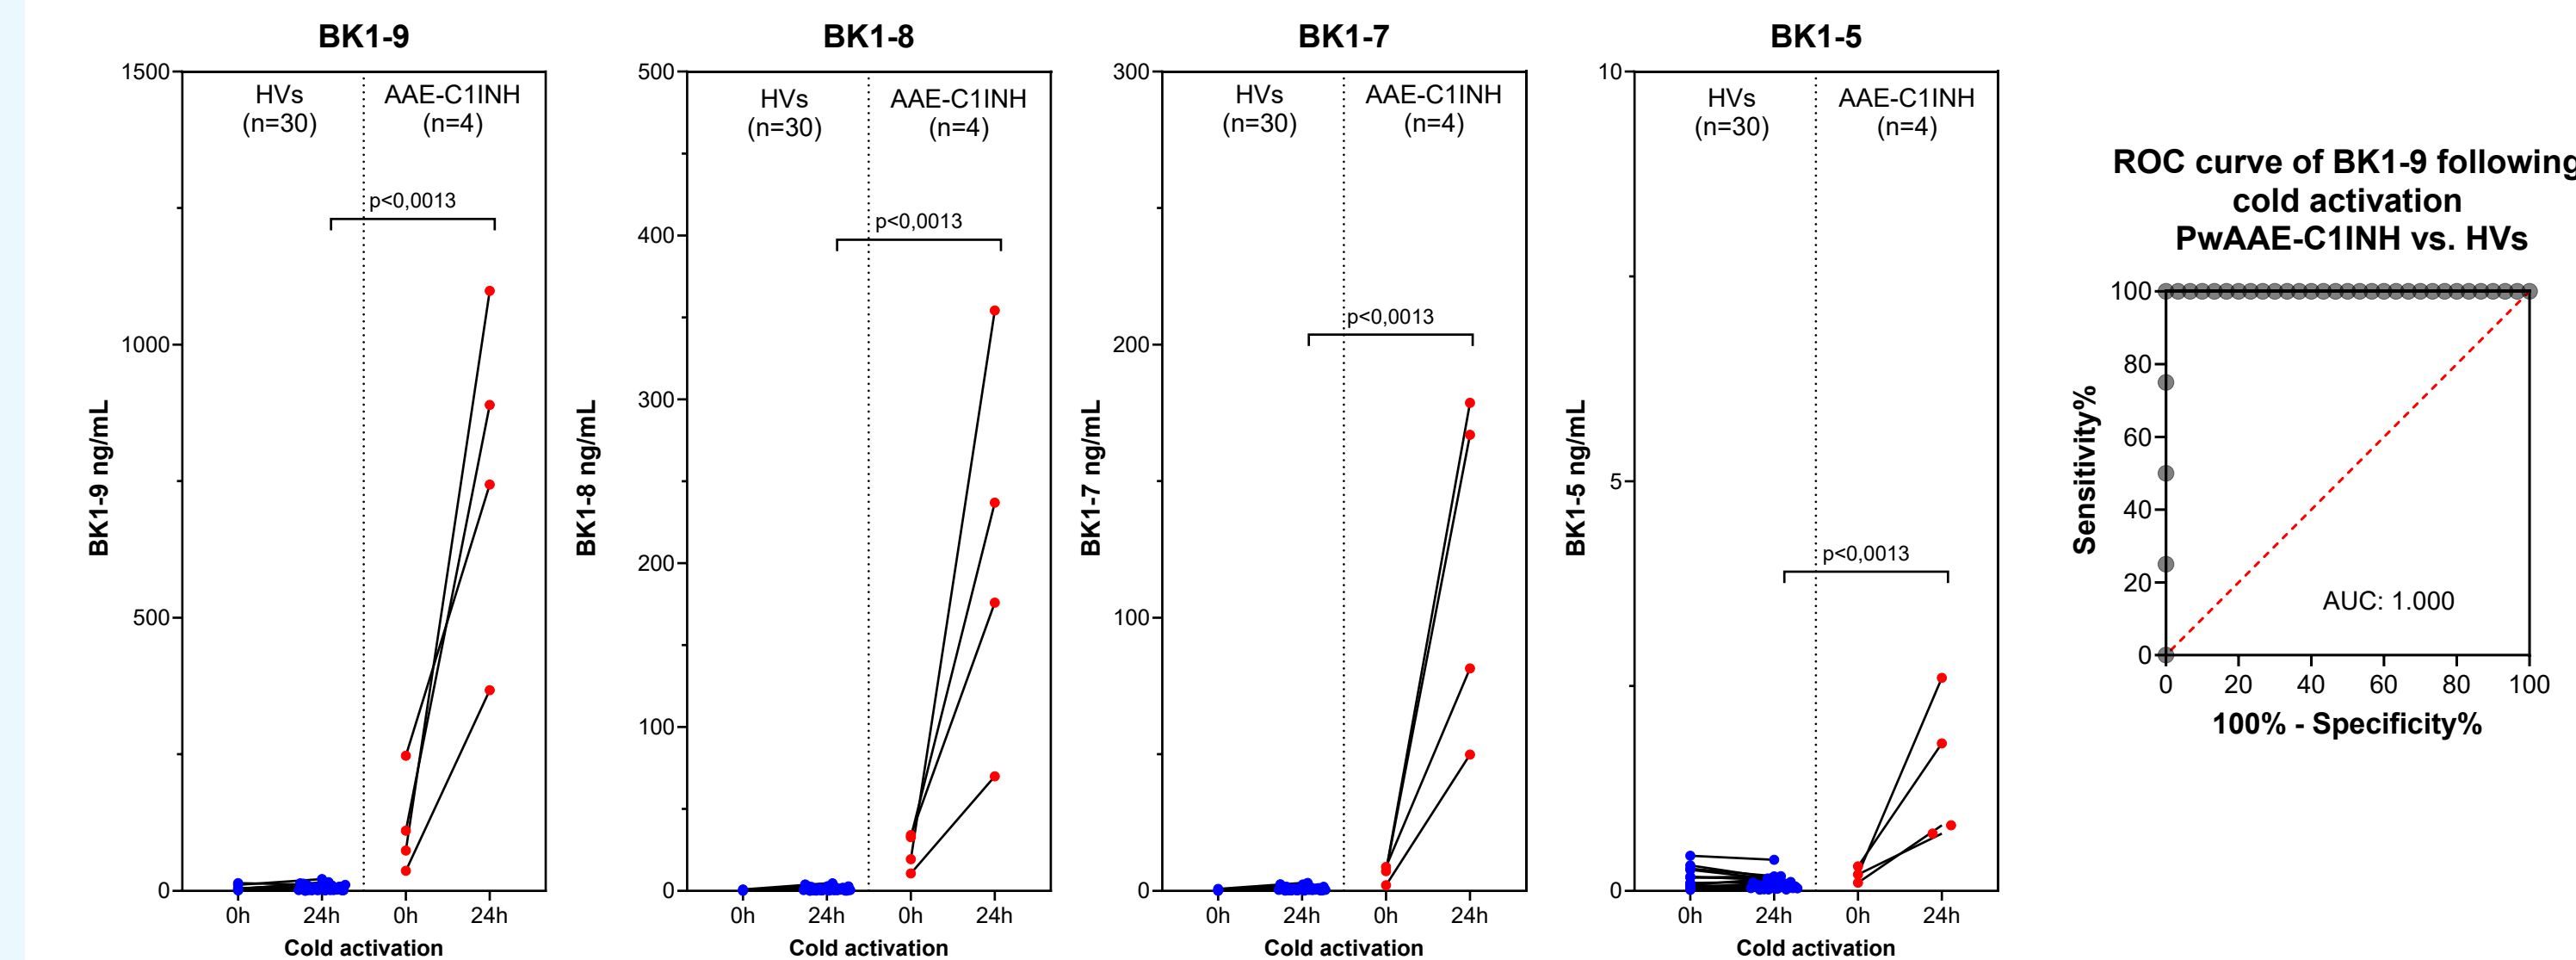 BK1-9
1500
1000
500
0
BK1-9 ng/mL
HVs
(n=30)
AAE-C1INH
(n=4)
p<0,0013
0h
24h
0h
24h
Cold activation
BK1-8
500
400
300
200
100
0
BK1-8 ng/mL
HVs
(n=30)
AAE-C1INH
(n=4)
p<0,0013
0h
24h
0h
24h
Cold activation
BK1-7
300
200
100
0
BK1-7 ng/mL
HVs
(n=30)
AAE-C1INH
(n=4)
p<0,0013
0h
24h
0h
24h
Cold activation
BK1-5
10
5
0
BK1-5 ng/mL
HVs
(n=30)
AAE-C1INH
(n=4)
p<0,0013
0h
24h
0h
24h
Cold activation
ROC curve of BK1-9 following
cold activation
PwAAE-C1INH vs. HVs
100
80
60
40
20
0
Sensitivity%
AUC: 1.000
0
20
40
60
80
100
100% - Specificity%